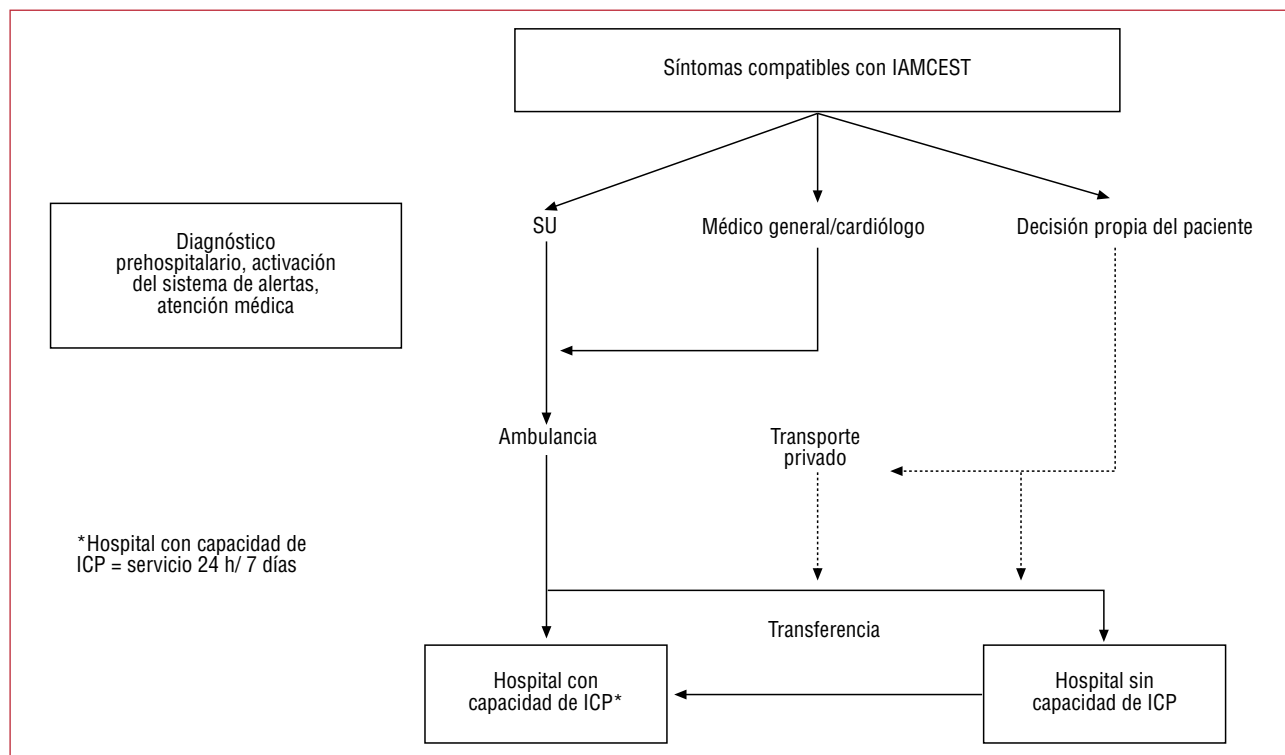 Síntomas compatibles con IAMCEST
SU
Médico general/cardiólogo
Decisión propia del paciente
Diagnóstico
prehospitalario, activación
del sistema de alertas,
atención médica
Ambulancia
Transporte
privado
*Hospital con capacidad de
ICP = servicio 24 h/ 7 días
Transferencia
Hospital con
capacidad de ICP*
Hospital sin
capacidad de ICP